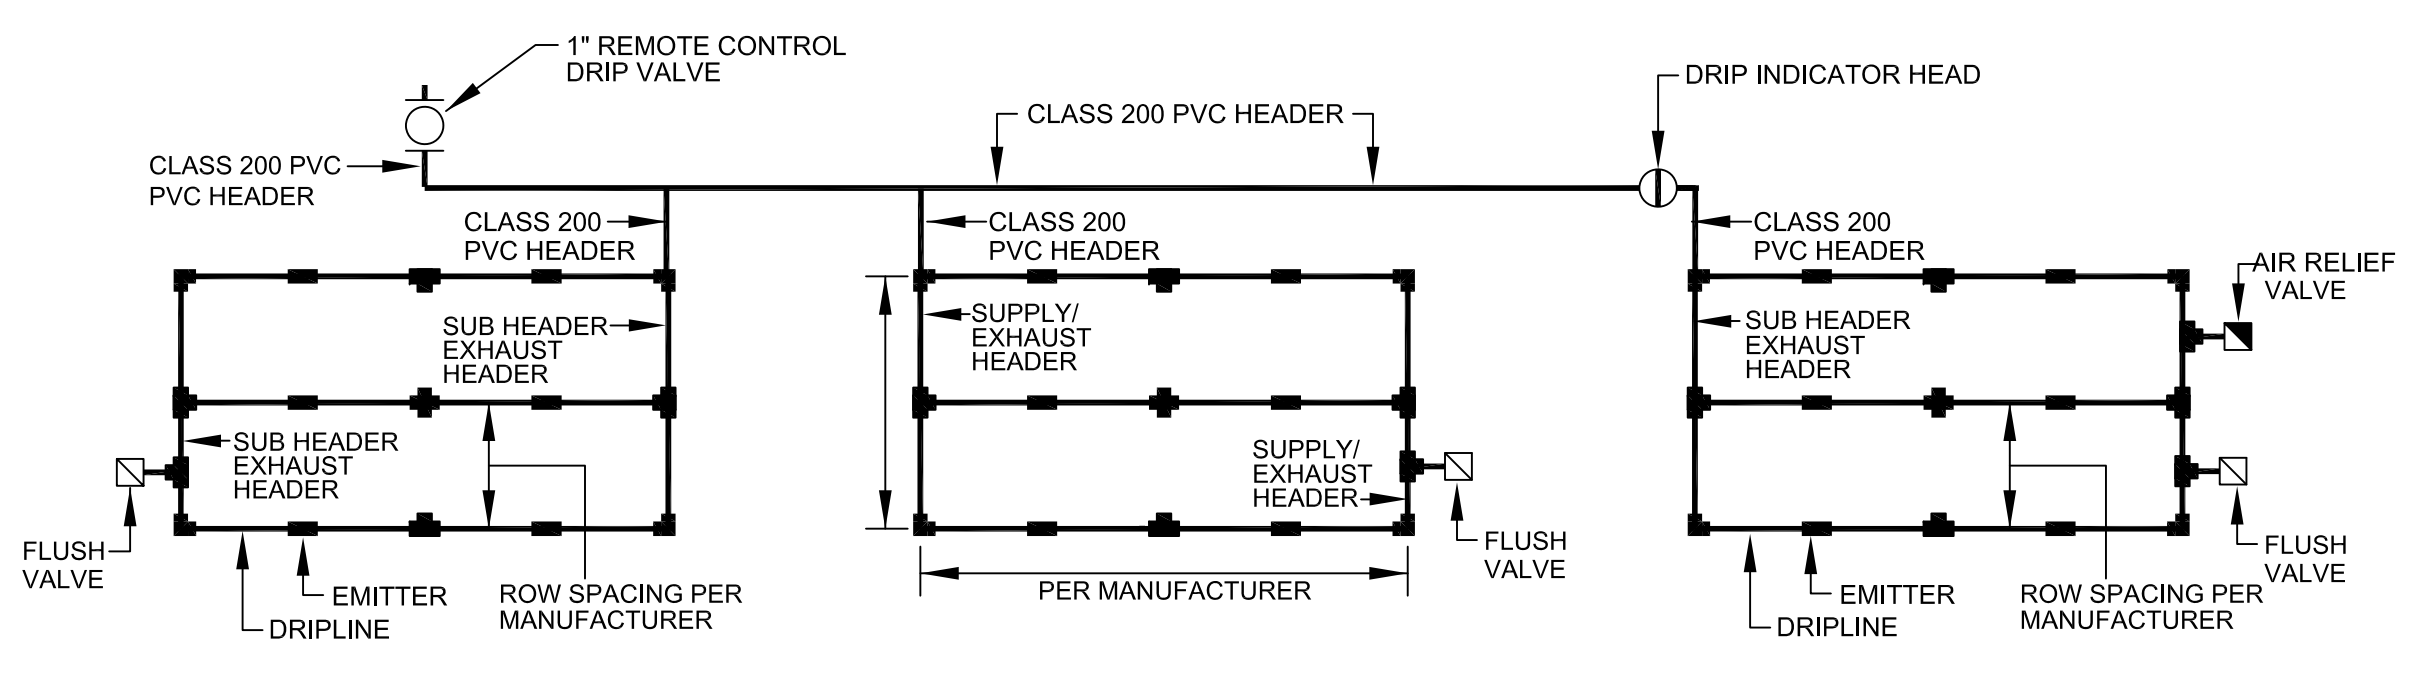 1" REMOTE CONTROL
DRIP VALVE
DRIP INDICATOR HEAD
CLASS 200 PVC HEADER
CLASS 200 PVC
PVC HEADER
CLASS 200
PVC HEADER
CLASS 200
PVC HEADER
CLASS 200
PVC HEADER
AIR RELIEF
VALVE
SUB HEADER
EXHAUST
HEADER
SUPPLY/
EXHAUST
HEADER
SUB HEADER
EXHAUST
HEADER
SUB HEADER
EXHAUST
HEADER
SUPPLY/
EXHAUST
HEADER
FLUSH
VALVE
FLUSH
VALVE
FLUSH
VALVE
EMITTER
DRIPLINE
ROW SPACING PER
MANUFACTURER
PER MANUFACTURER
EMITTER
DRIPLINE
ROW SPACING PER
MANUFACTURER